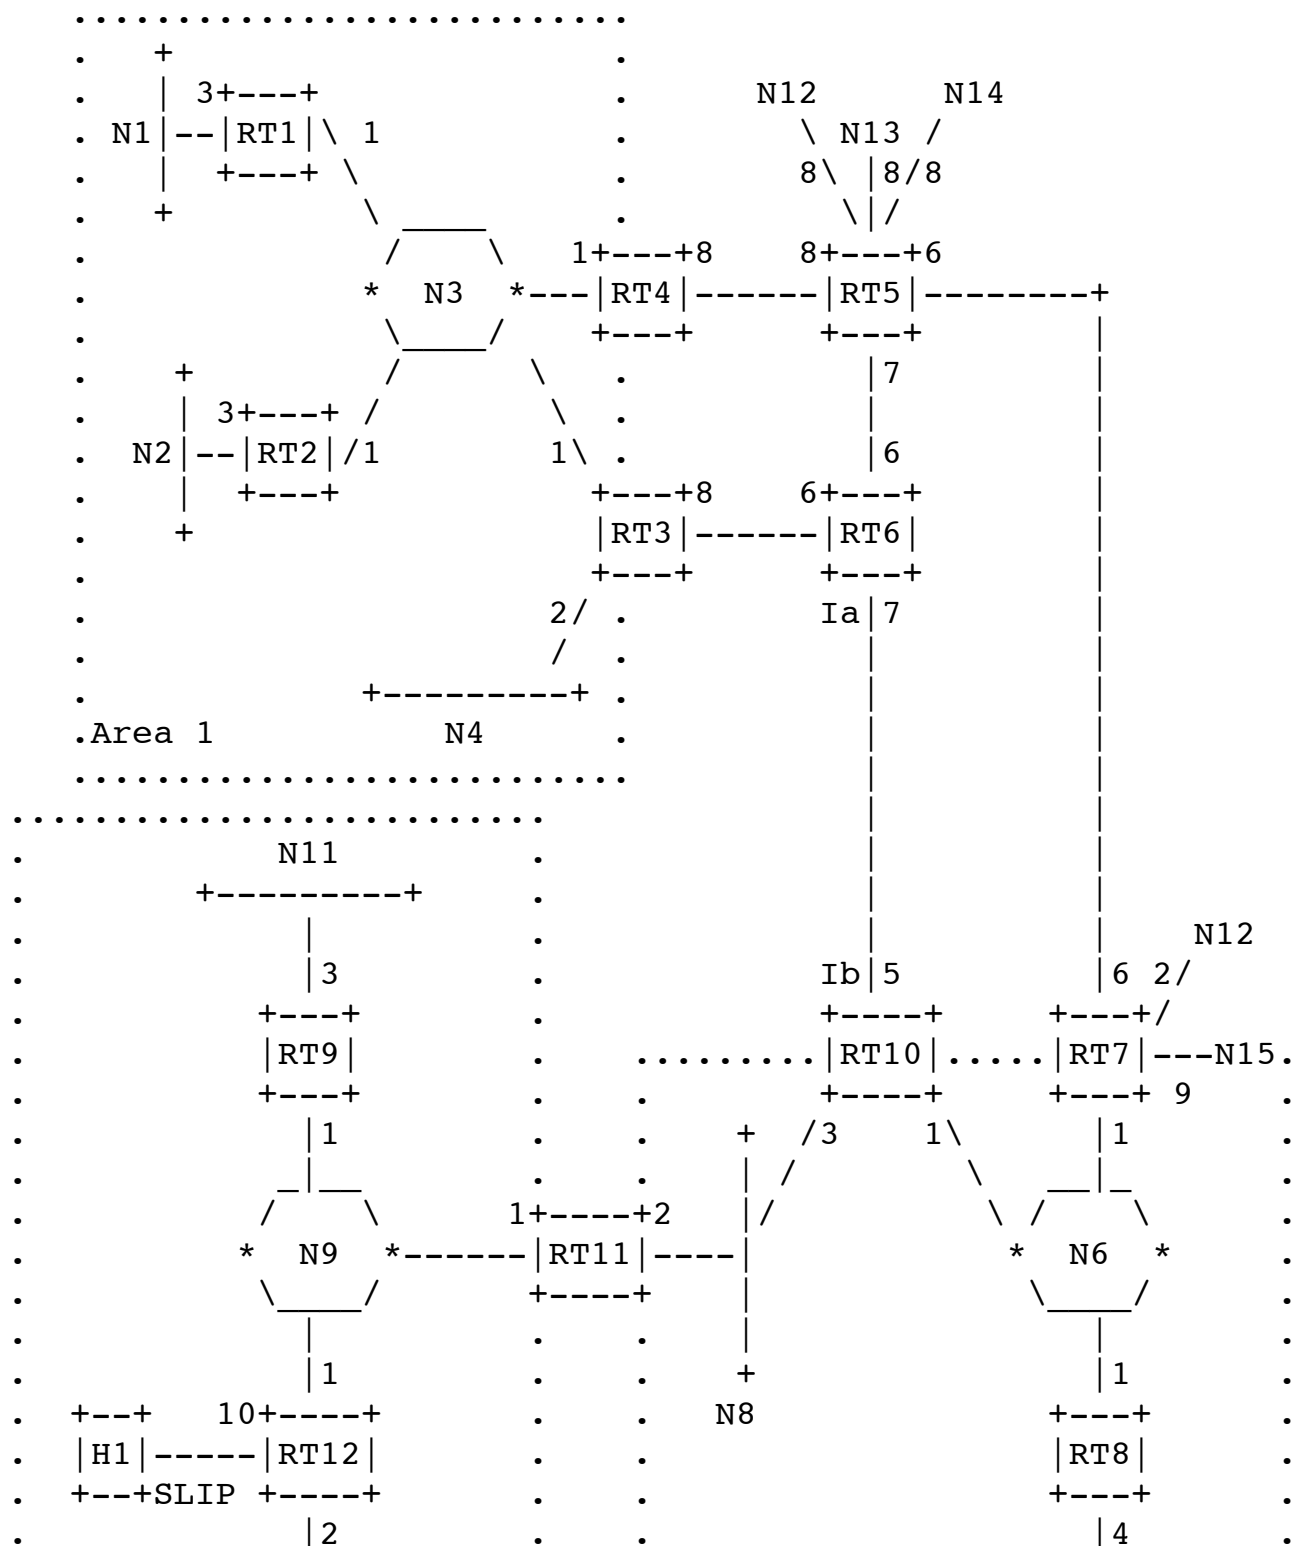 3
N12 N14
N1 RT1 1 N13
8 8 8
1 8 8 6
N3 RT4 RT5
7
3
N2 RT2 1 1 6
8 6
RT3 RT6
2 Ia 7
Area 1 N4
N11
N12
3 Ib 5 6 2
RT9 RT10 RT7 N15
9
1 3 1 1
1 2
N9 RT11 N6
1 1
10 N8
H1 RT12 RT8
SLIP
2 4